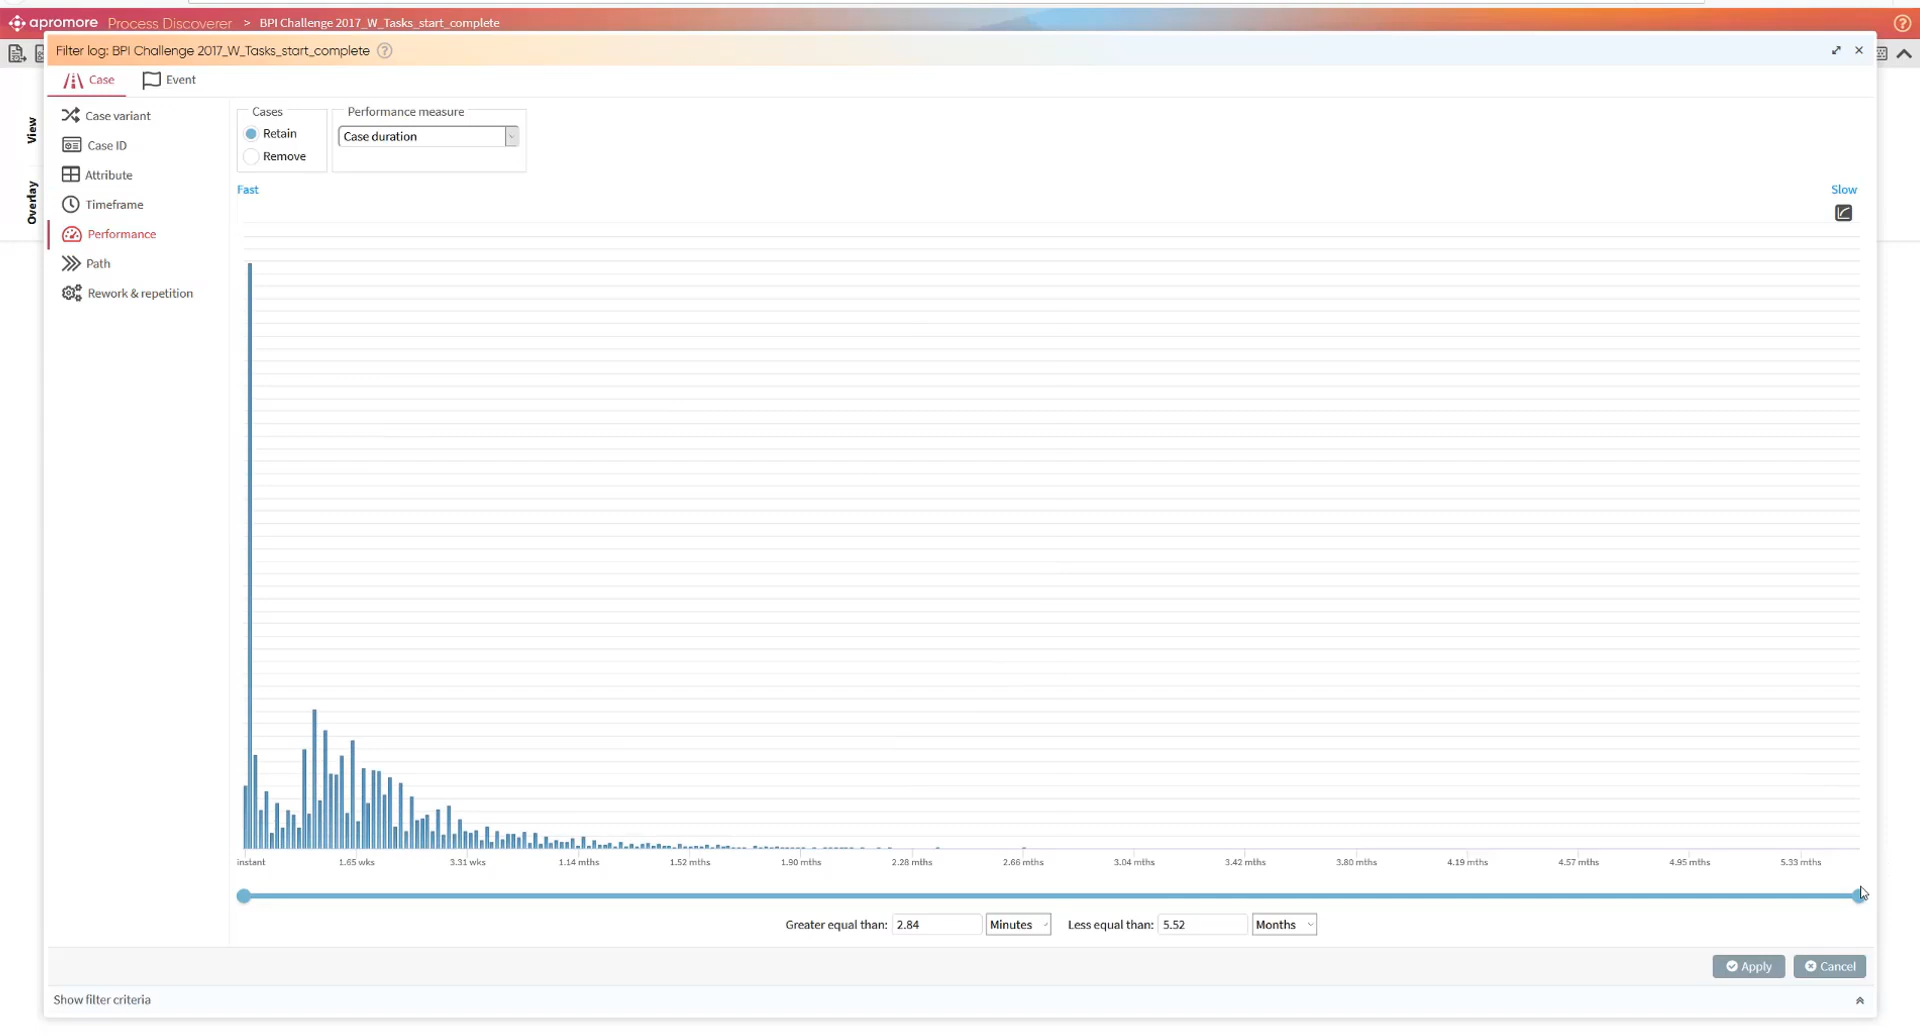 apromore Process Discoverer > BPI Challenge 2017_W_Tasks_start_complete
Filter log: BPI Challenge 2017_W_Tasks_start_complete
Case Event
View
Overlay
Case variant
Case ID
Attribute
Timeframe
Performance
Path
Rework & repetition
Cases
Retain
Remove
Performance measure
Case duration
Fast Slow
instant 1.65 wks 3.31 wks 1.14 mths 1.52 mths 1.90 mths 2.28 mths 2.66 mths 3.04 mths 3.42 mths 3.80 mths 4.19 mths 4.57 mths 4.95 mths 5.33 mths
Greater equal than: 2.84 Minutes Less equal than: 5.52 Months
Apply Cancel
Show filter criteria